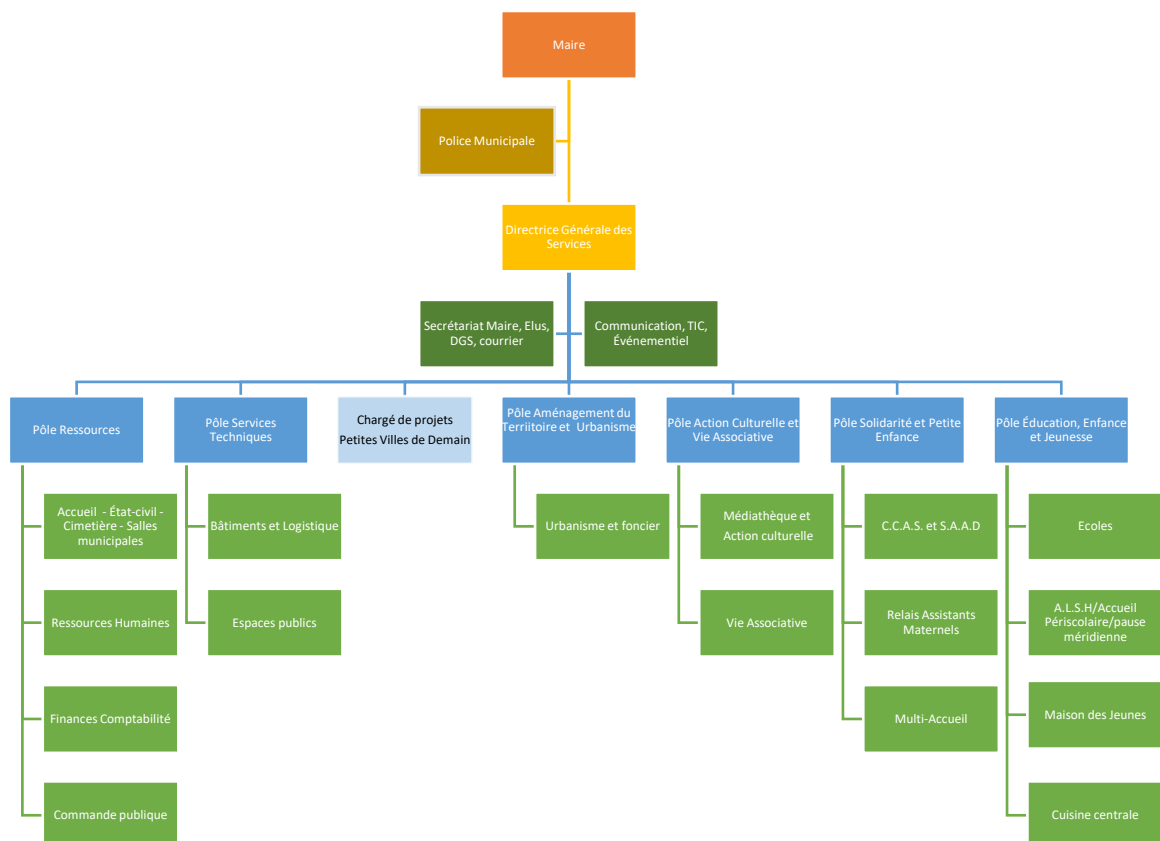 Maire
Police Municipale
Directrice Générale des
Services
Secrétariat Maire, Elus,
DGS, courrier
Communication, TIC,
Événementiel
Pôle Ressources
Pôle Services
Techniques
Chargé de projets
Petites Villes de Demain
Pôle Aménagement du
Terriitoire et Urbanisme
Pôle Action Culturelle et
Vie Associative
Pôle Solidarité et Petite
Enfance
Pôle Éducation, Enfance
et Jeunesse
Accueil - État-civil -
Cimetière - Salles
municipales
Bâtiments et Logistique
Urbanisme et foncier
Médiathèque et
Action culturelle
C.C.A.S. et S.A.A.D
Ecoles
Ressources Humaines
Espaces publics
Vie Associative
Relais Assistants
Maternels
A.L.S.H/Accueil
Périscolaire/pause
méridienne
Finances Comptabilité
Multi-Accueil
Maison des Jeunes
Commande publique
Cuisine centrale